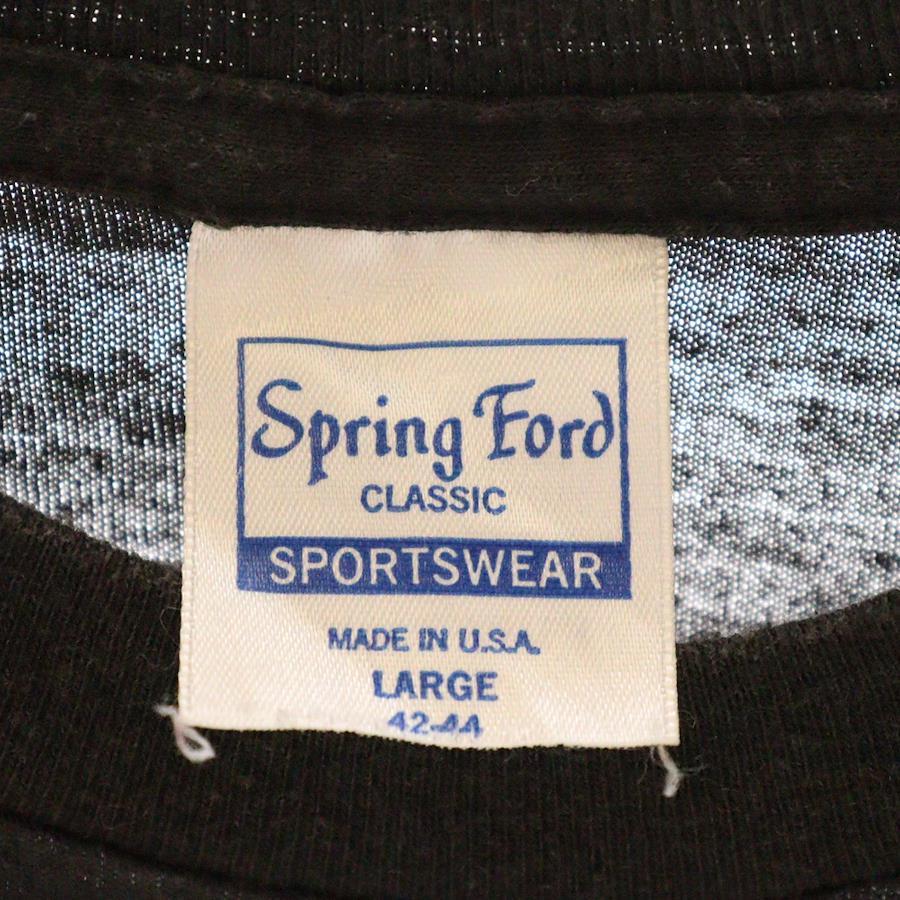 Spring Ford
CLASSIC
SPORTSWEAR
MADE IN U.S.A.
LARGE
42-44